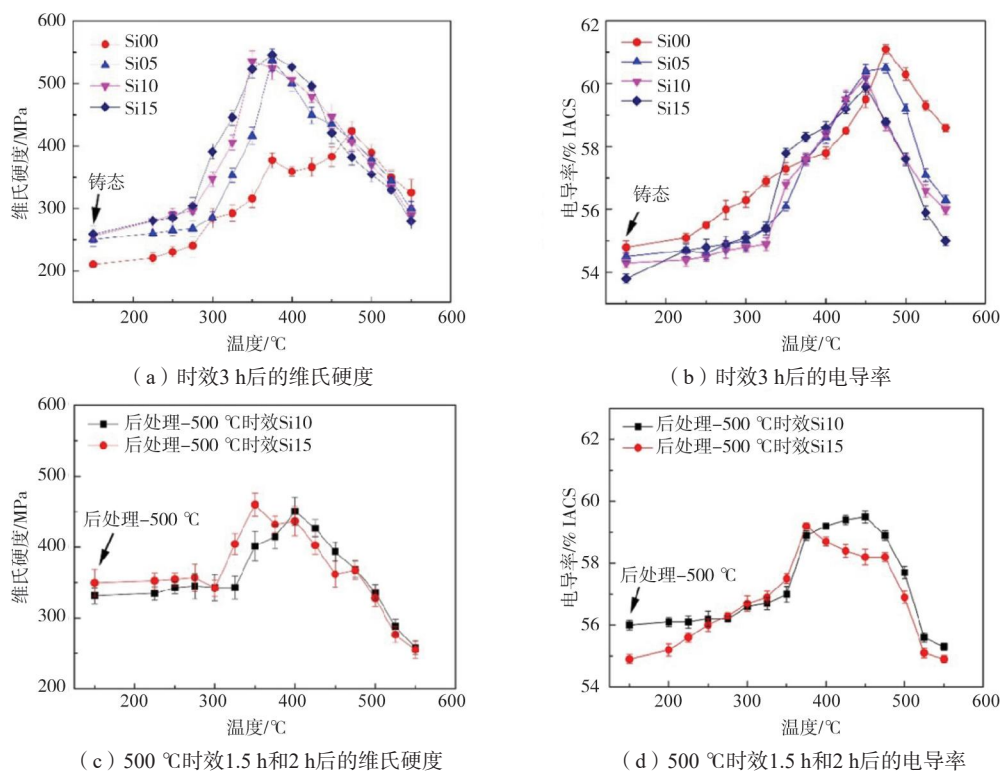 600
500
400
300
200
维氏硬度/MPa
Si00
Si05
Si10
Si15
铸态
200 300 400 500 600
温度/℃
(a)时效3 h后的维氏硬度
62
60
58
56
54
电导率/% IACS
Si00
Si05
Si10
Si15
铸态
200 300 400 500 600
温度/℃
(b)时效3 h后的电导率
600
500
400
300
200
维氏硬度/MPa
后处理-500 ℃时效Si10
后处理-500 ℃时效Si15
后处理-500 ℃
200 300 400 500 600
温度/℃
(c)500 ℃时效1.5 h和2 h后的维氏硬度
62
60
58
56
54
电导率/% IACS
后处理-500 ℃时效Si10
后处理-500 ℃时效Si15
后处理-500 ℃
200 300 400 500 600
温度/℃
(d)500 ℃时效1.5 h和2 h后的电导率